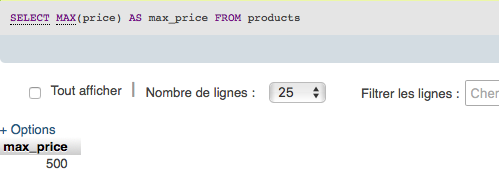 SELECT MAX(price) AS max_price FROM products
Tout afficher | Nombre de lignes : 25 Filtrer les lignes : Cher
+ Options
max_price
500